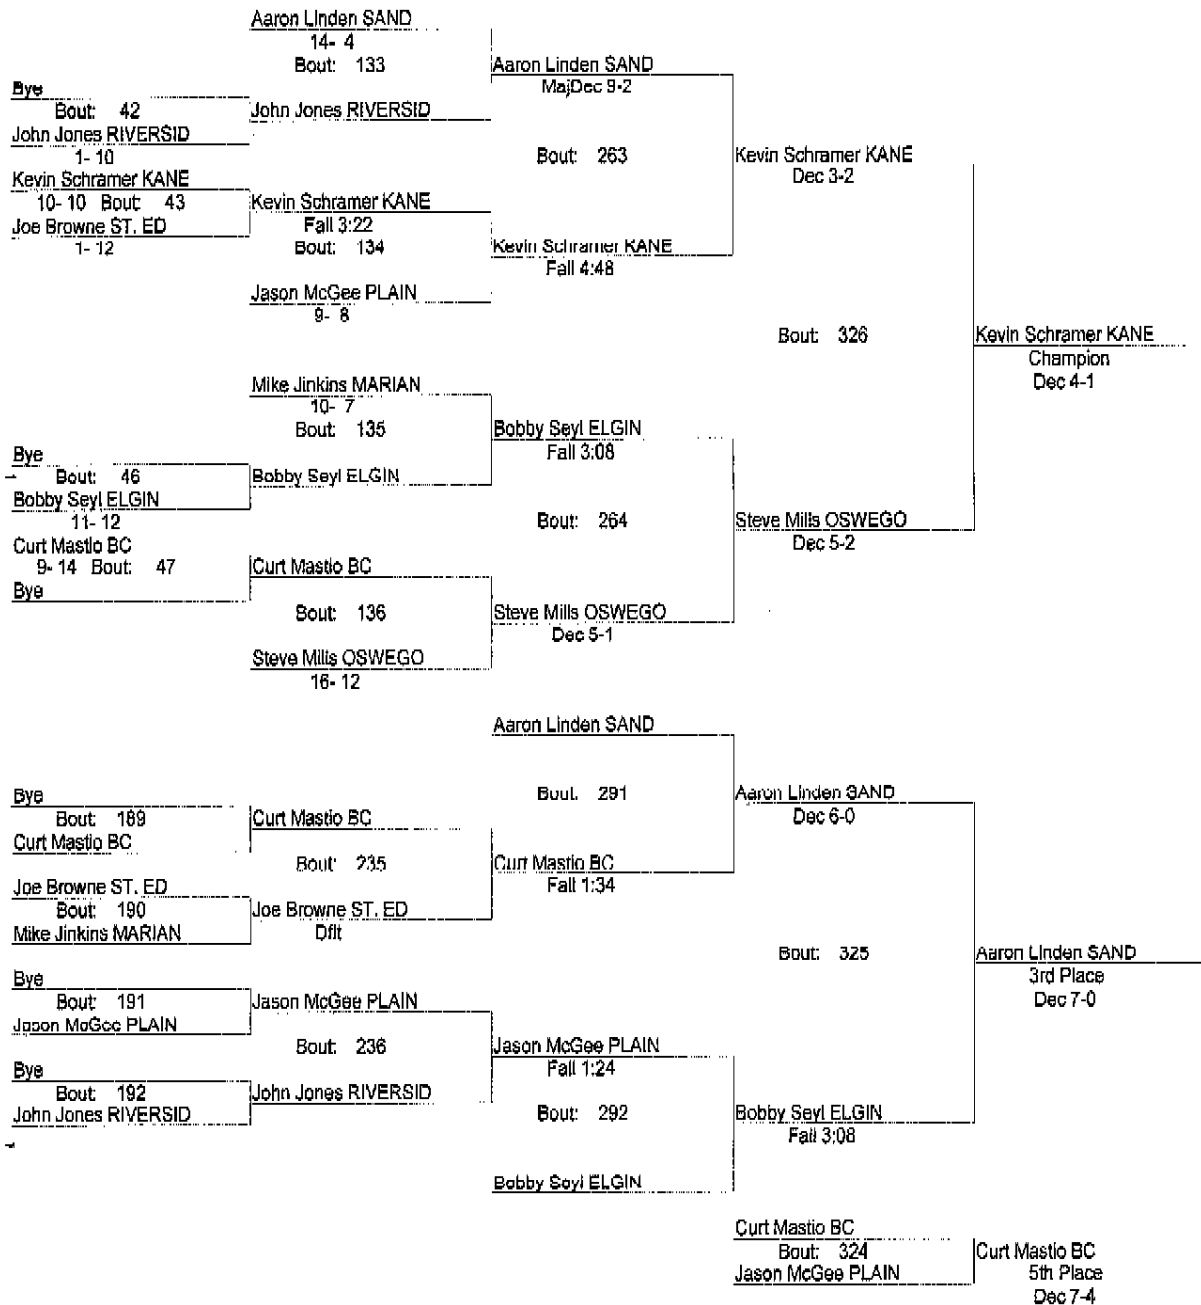 Aaron Linden SAND
14- 4
Bout: 133
Aaron Linden SAND
MajDec 9-2
Bye
Bout: 42
John Jones RIVERSID
John Jones RIVERSID
1- 10
Bout: 263
Kevin Schramer KANE
Dec 3-2
Kevin Schramer KANE
10- 10 Bout: 43
Kevin Schramer KANE
Joe Browne ST. ED
Fall 3:22
1- 12
Bout: 134
Kevin Schramer KANE
Fall 4:48
Jason McGee PLAIN
9- 8
Bout: 326
Kevin Schramer KANE
Champion
Dec 4-1
Mike Jinkins MARIAN
10- 7
Bout: 135
Bobby Seyl ELGIN
Fall 3:08
Bye
Bout: 46
Bobby Seyl ELGIN
Bobby Seyl ELGIN
11- 12
Bout: 264
Steve Mills OSWEGO
Dec 5-2
Curt Mastio BC
9- 14 Bout: 47
Curt Mastio BC
Bye
Bout: 136
Steve Mills OSWEGO
Dec 5-1
Steve Mills OSWEGO
16- 12
Aaron Linden SAND
Bout: 291
Aaron Linden SAND
Dec 6-0
Bye
Bout: 189
Curt Mastio BC
Curt Mastio BC
Bout: 235
Curt Mastio BC
Fall 1:34
Joe Browne ST. ED
Bout: 190
Joe Browne ST. ED
Mike Jinkins MARIAN
Dflt
Bout: 325
Aaron Linden SAND
3rd Place
Dec 7-0
Bye
Bout: 191
Jason McGee PLAIN
Jason McGee PLAIN
Bout: 236
Jason McGee PLAIN
Fall 1:24
Bye
Bout: 192
John Jones RIVERSID
John Jones RIVERSID
Bout: 292
Bobby Seyl ELGIN
Fall 3:08
Bobby Seyl ELGIN
Curt Mastio BC
Bout: 324
Curt Mastio BC
Jason McGee PLAIN
5th Place
Dec 7-4